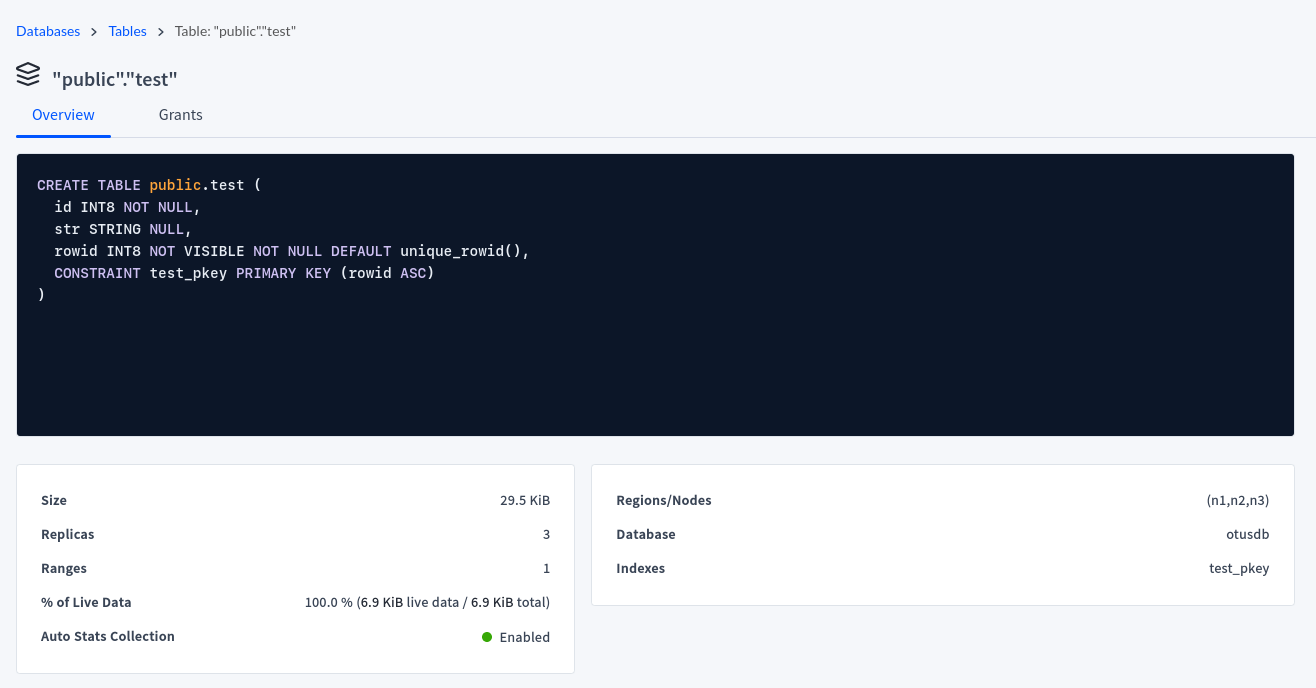 Databases > Tables > Table: "public"."test"
"public"."test"
Overview Grants
CREATE TABLE public.test (
  id INT8 NOT NULL,
  str STRING NULL,
  rowid INT8 NOT VISIBLE NOT NULL DEFAULT unique_rowid(),
  CONSTRAINT test_pkey PRIMARY KEY (rowid ASC)
)
Size 29.5 KiB
Replicas 3
Ranges 1
% of Live Data 100.0 % (6.9 KiB live data / 6.9 KiB total)
Auto Stats Collection Enabled
Regions/Nodes (n1,n2,n3)
Database otusdb
Indexes test_pkey